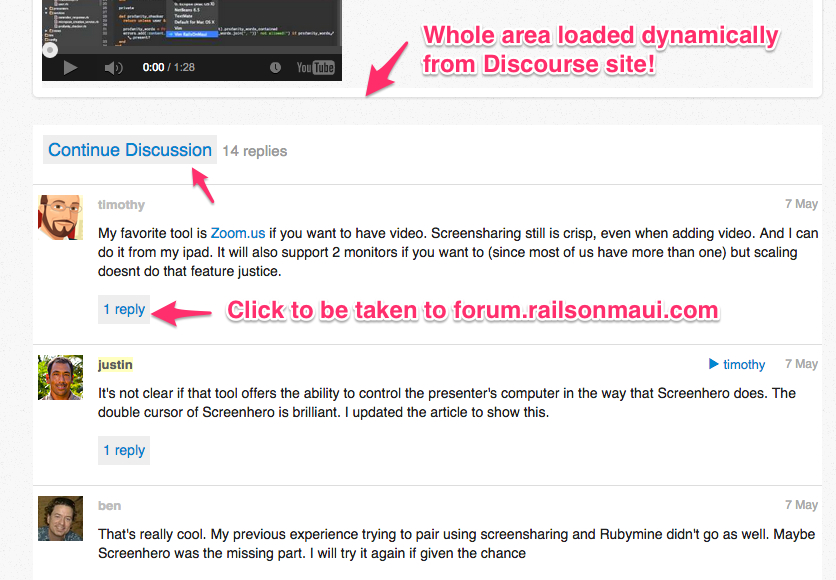 Whole area loaded dynamically
from Discourse site!
0:00 / 1:28
YouTube
Continue Discussion 14 replies
timothy 7 May
My favorite tool is Zoom.us if you want to have video. Screensharing still is crisp, even when adding video. And I can
do it from my ipad. It will also support 2 monitors if you want to (since most of us have more than one) but scaling
doesnt do that feature justice.
1 reply
Click to be taken to forum.railsonmaui.com
justin timothy 7 May
It's not clear if that tool offers the ability to control the presenter's computer in the way that Screenhero does. The
double cursor of Screenhero is brilliant. I updated the article to show this.
1 reply
ben 7 May
That's really cool. My previous experience trying to pair using screensharing and Rubymine didn't go as well. Maybe
Screenhero was the missing part. I will try it again if given the chance